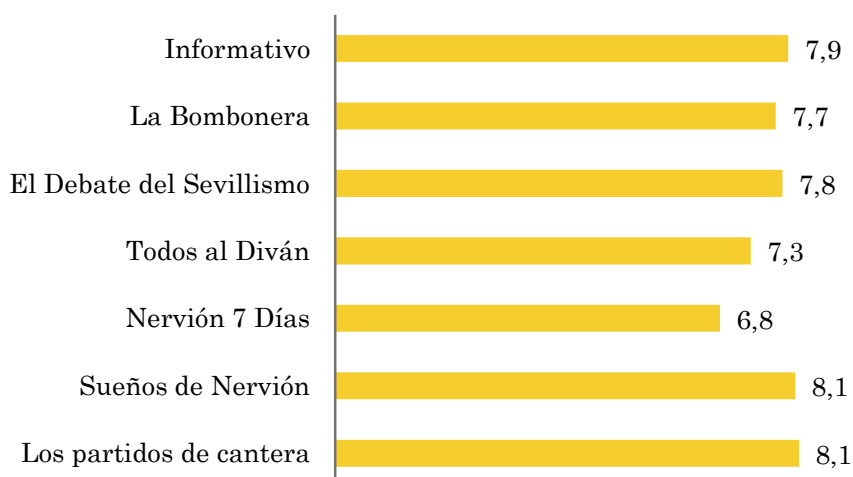 Informativo 7,9
La Bombonera 7,7
El Debate del Sevillismo 7,8
Todos al Diván 7,3
Nervión 7 Días 6,8
Sueños de Nervión 8,1
Los partidos de cantera 8,1